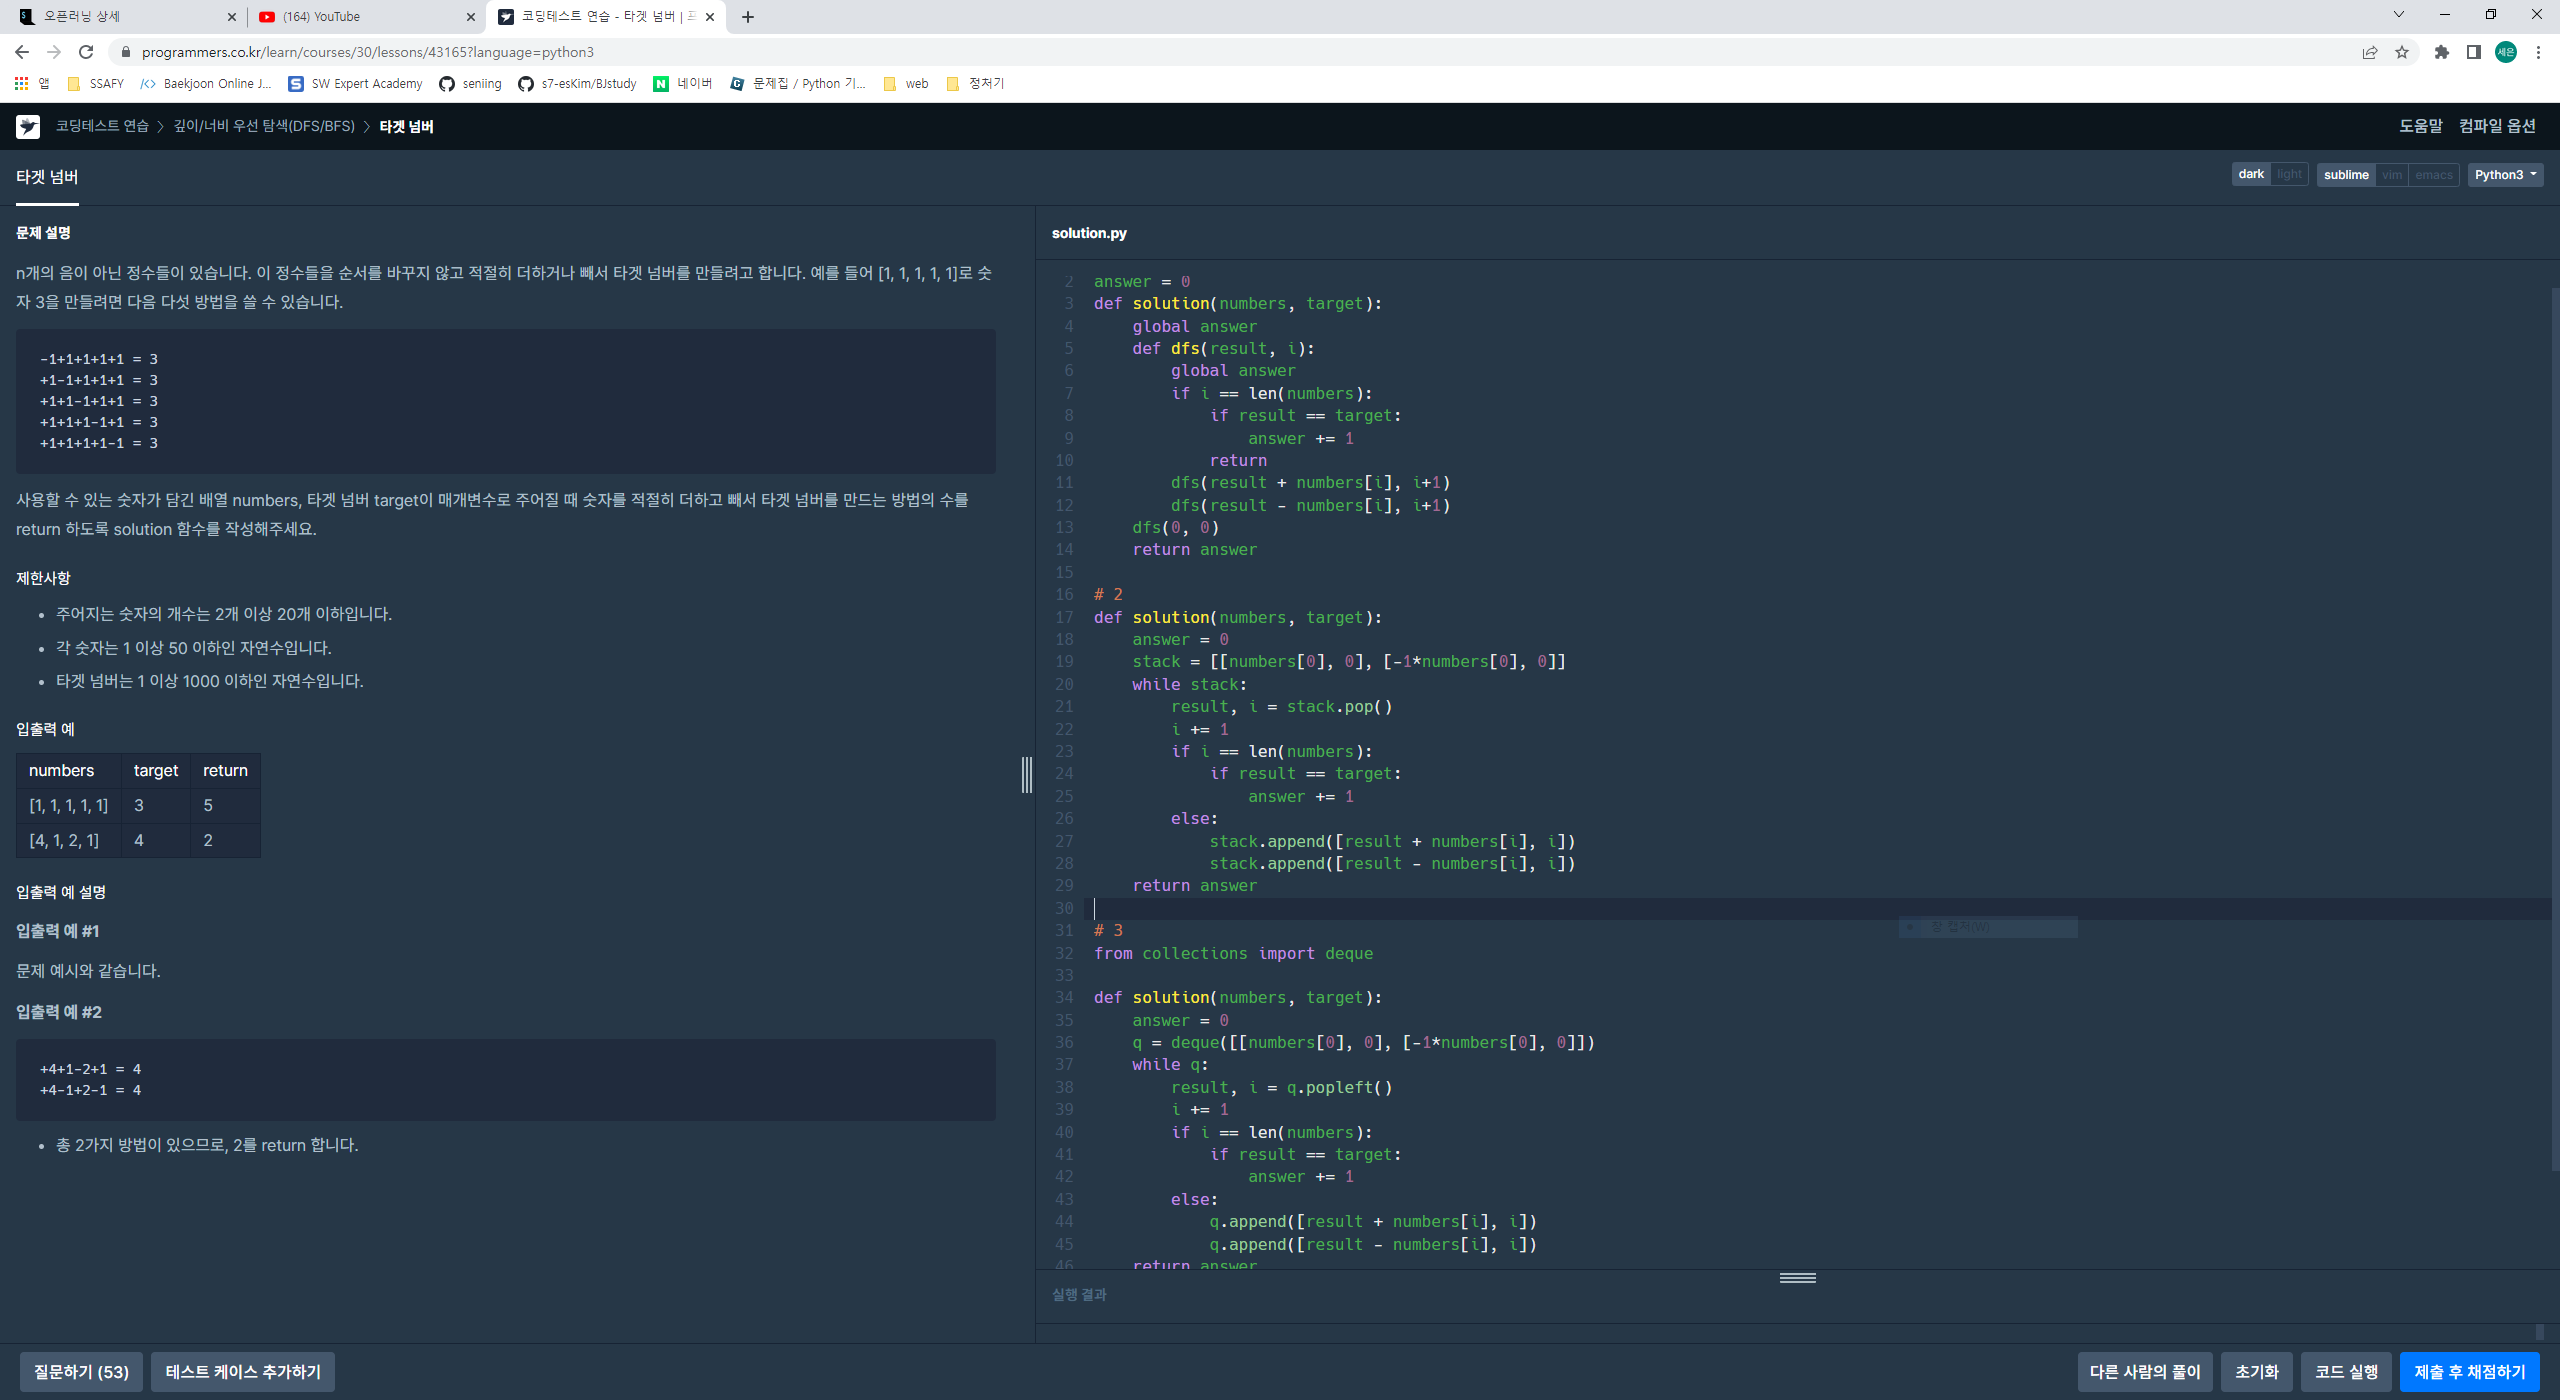 오픈러닝 상세
(164) YouTube
코딩테스트 연습 - 타겟 넘버 | 프
programmers.co.kr/learn/courses/30/lessons/43165?language=python3
세은
앱
SSAFY
Baekjoon Online J...
SW Expert Academy
seniing
s7-esKim/BJstudy
네이버
문제집 / Python 기...
web
정처기
코딩테스트 연습 > 깊이/너비 우선 탐색(DFS/BFS) > 타겟 넘버
도움말 컴파일 옵션
타겟 넘버
dark light
sublime vim emacs
Python3
문제 설명
n개의 음이 아닌 정수들이 있습니다. 이 정수들을 순서를 바꾸지 않고 적절히 더하거나 빼서 타겟 넘버를 만들려고 합니다. 예를 들어 [1, 1, 1, 1, 1]로 숫
자 3을 만들려면 다음 다섯 방법을 쓸 수 있습니다.
-1+1+1+1+1 = 3
+1-1+1+1+1 = 3
+1+1-1+1+1 = 3
+1+1+1-1+1 = 3
+1+1+1+1-1 = 3
사용할 수 있는 숫자가 담긴 배열 numbers, 타겟 넘버 target이 매개변수로 주어질 때 숫자를 적절히 더하고 빼서 타겟 넘버를 만드는 방법의 수를
return 하도록 solution 함수를 작성해주세요.
제한사항
• 주어지는 숫자의 개수는 2개 이상 20개 이하입니다.
• 각 숫자는 1 이상 50 이하인 자연수입니다.
• 타겟 넘버는 1 이상 1000 이하인 자연수입니다.
입출력 예
numbers target return
[1, 1, 1, 1, 1] 3 5
[4, 1, 2, 1] 4 2
입출력 예 설명
입출력 예 #1
문제 예시와 같습니다.
입출력 예 #2
+4+1-2+1 = 4
+4-1+2-1 = 4
• 총 2가지 방법이 있으므로, 2를 return 합니다.
solution.py
2 answer = 0
3 def solution(numbers, target):
4     global answer
5     def dfs(result, i):
6         global answer
7         if i == len(numbers):
8             if result == target:
9                 answer += 1
10             return
11         dfs(result + numbers[i], i+1)
12         dfs(result - numbers[i], i+1)
13     dfs(0, 0)
14     return answer
15
16 # 2
17 def solution(numbers, target):
18     answer = 0
19     stack = [[numbers[0], 0], [-1*numbers[0], 0]]
20     while stack:
21         result, i = stack.pop()
22         i += 1
23         if i == len(numbers):
24             if result == target:
25                 answer += 1
26         else:
27             stack.append([result + numbers[i], i])
28             stack.append([result - numbers[i], i])
29     return answer
30
창 캡처(W)
31 # 3
32 from collections import deque
33
34 def solution(numbers, target):
35     answer = 0
36     q = deque([[numbers[0], 0], [-1*numbers[0], 0]])
37     while q:
38         result, i = q.popleft()
39         i += 1
40         if i == len(numbers):
41             if result == target:
42                 answer += 1
43         else:
44             q.append([result + numbers[i], i])
45             q.append([result - numbers[i], i])
46     return answer
실행 결과
질문하기 (53)
테스트 케이스 추가하기
다른 사람의 풀이
초기화
코드 실행
제출 후 채점하기